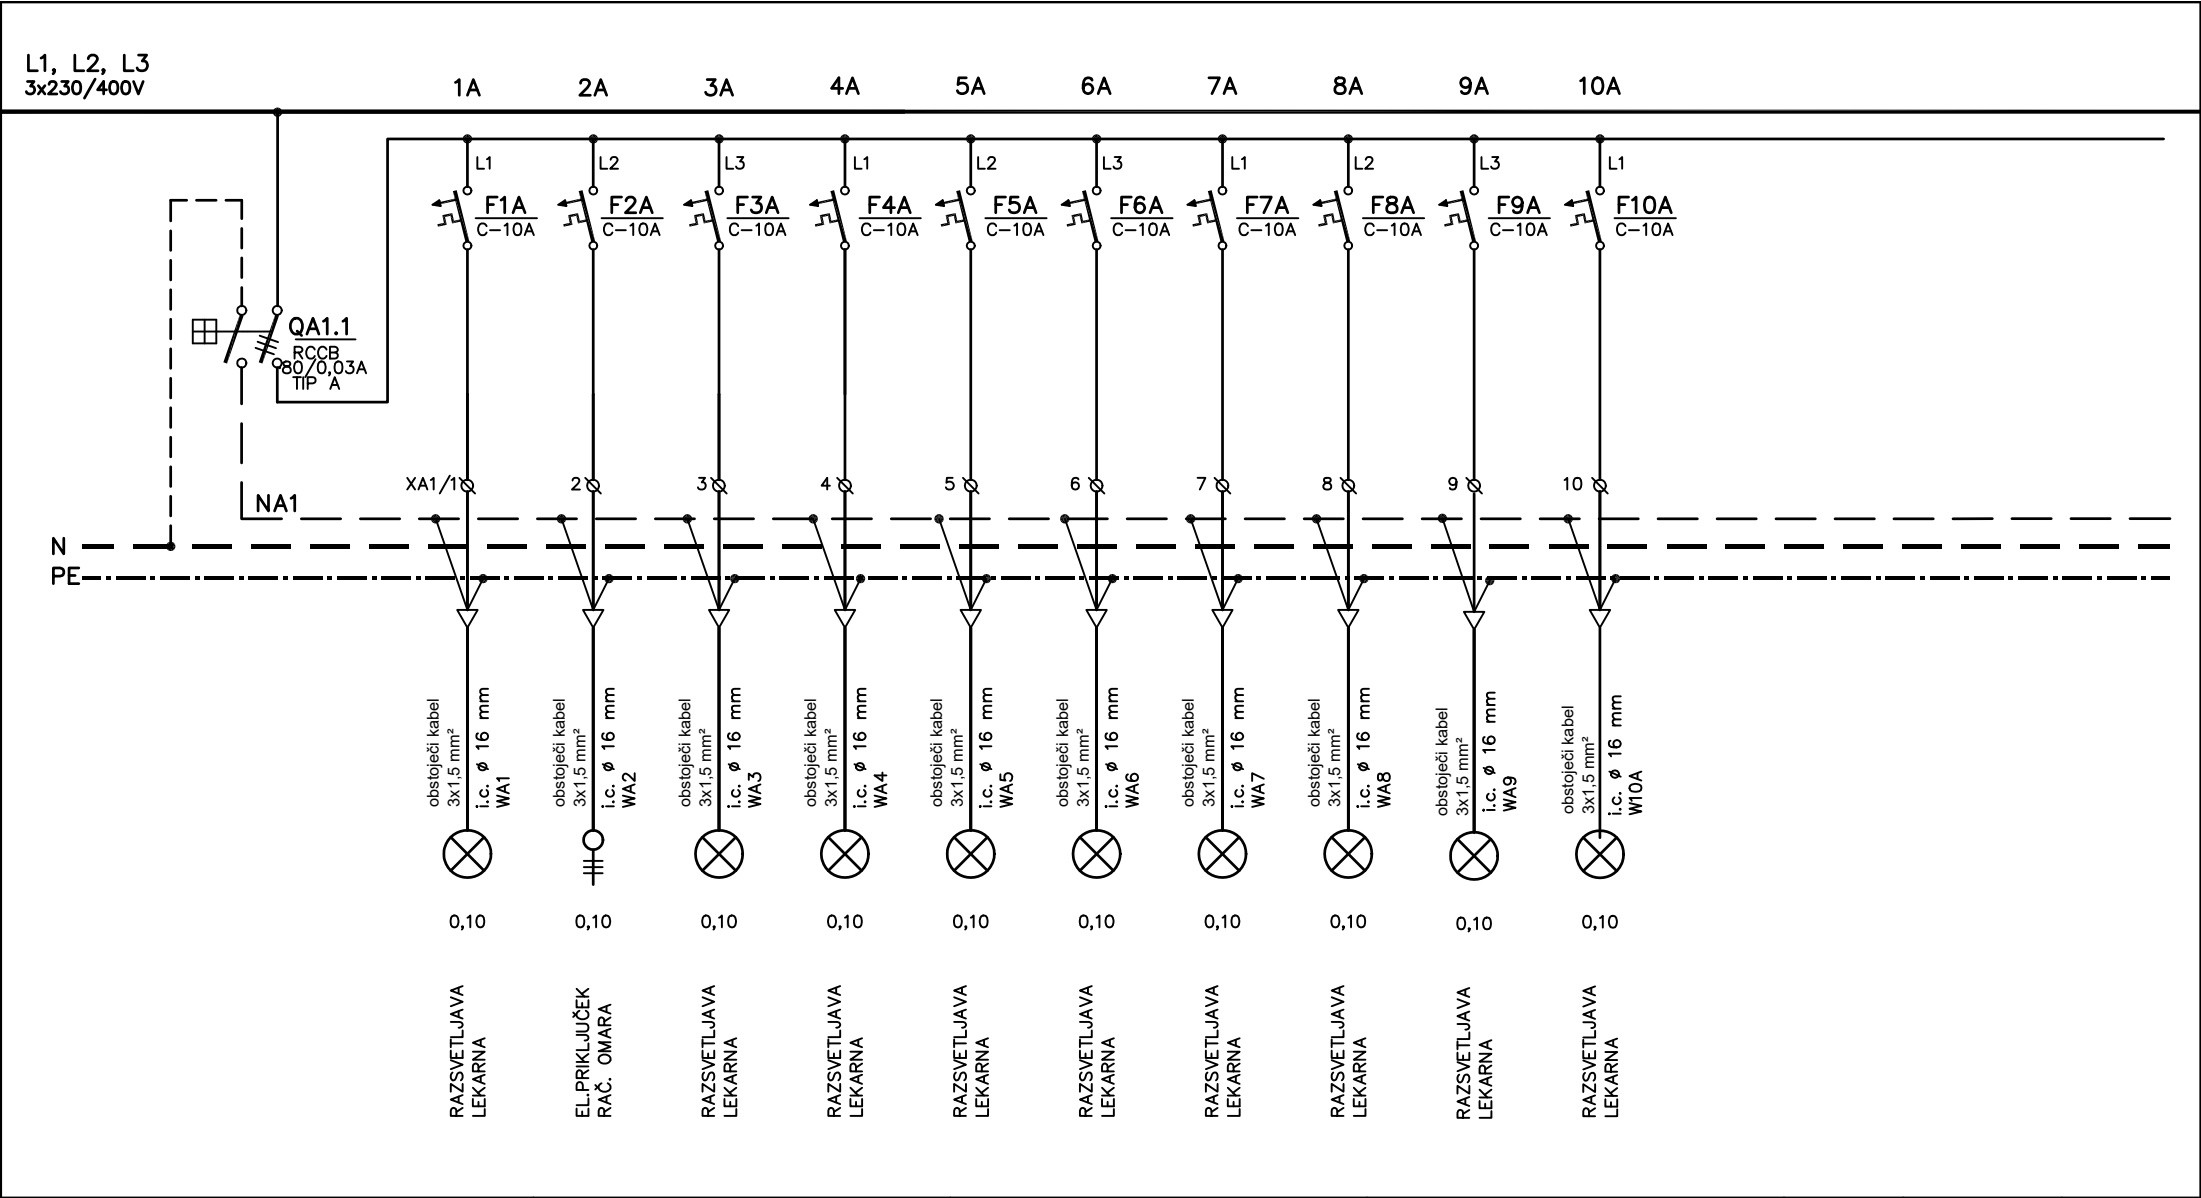 L1, L2, L3
3x230/400V
1A 2A 3A 4A 5A 6A 7A 8A 9A 10A
L1 L2 L3 L1 L2 L3 L1 L2 L3 L1
F1A F2A F3A F4A F5A F6A F7A F8A F9A F10A
C-10A C-10A C-10A C-10A C-10A C-10A C-10A C-10A C-10A C-10A
QA1.1
RCCB
80/0,03A
TIP A
XA1/1 2 3 4 5 6 7 8 9 10
NA1
N
PE
obstoječi kabel
3x1,5 mm²
i.c. ø 16 mm
WA1
obstoječi kabel
3x1,5 mm²
i.c. ø 16 mm
WA2
obstoječi kabel
3x1,5 mm²
i.c. ø 16 mm
WA3
obstoječi kabel
3x1,5 mm²
i.c. ø 16 mm
WA4
obstoječi kabel
3x1,5 mm²
i.c. ø 16 mm
WA5
obstoječi kabel
3x1,5 mm²
i.c. ø 16 mm
WA6
obstoječi kabel
3x1,5 mm²
i.c. ø 16 mm
WA7
obstoječi kabel
3x1,5 mm²
i.c. ø 16 mm
WA8
obstoječi kabel
3x1,5 mm²
i.c. ø 16 mm
WA9
obstoječi kabel
3x1,5 mm²
i.c. ø 16 mm
W10A
0,10 0,10 0,10 0,10 0,10 0,10 0,10 0,10 0,10 0,10
RAZSVETLJAVA
LEKARNA
EL.PRIKLJUČEK
RAČ. OMARA
RAZSVETLJAVA
LEKARNA
RAZSVETLJAVA
LEKARNA
RAZSVETLJAVA
LEKARNA
RAZSVETLJAVA
LEKARNA
RAZSVETLJAVA
LEKARNA
RAZSVETLJAVA
LEKARNA
RAZSVETLJAVA
LEKARNA
RAZSVETLJAVA
LEKARNA